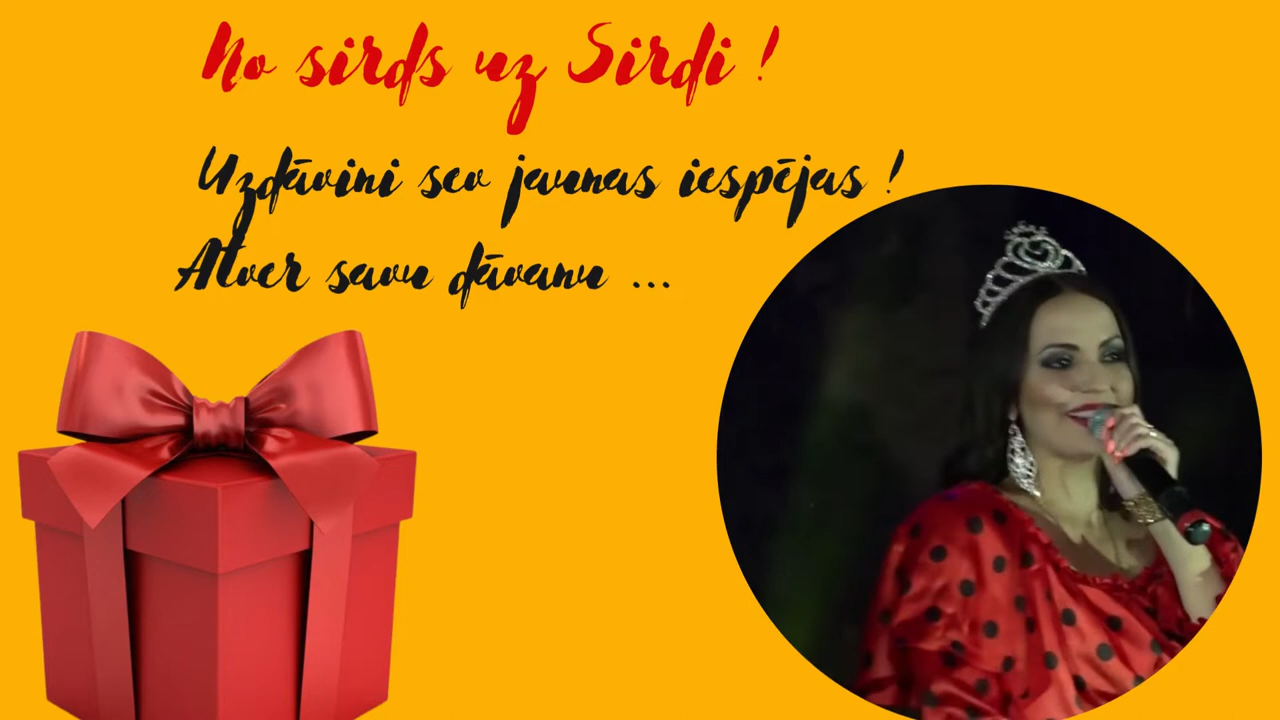 No sirds uz Sirdi !
Uzdāvini sev jaunas iespējas !
Atver savu dāvanu ...